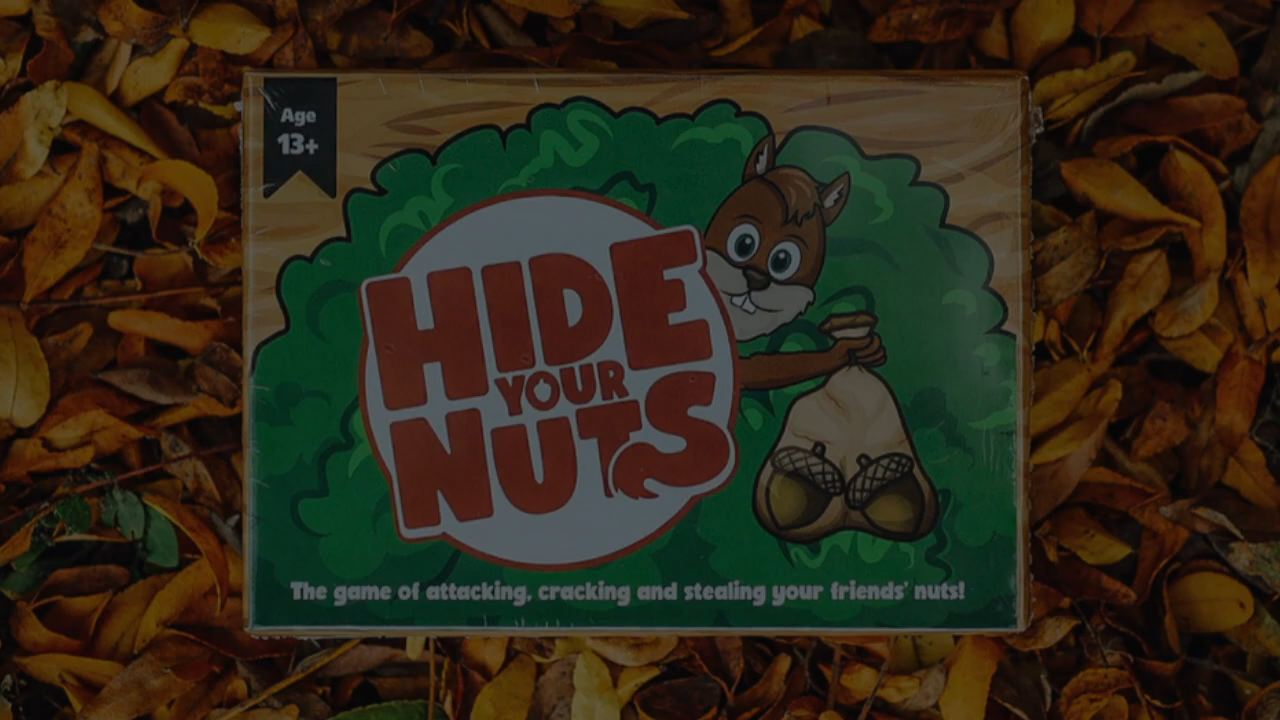 Age
13+
HIDE
YOUR
NUTS
The game of attacking, cracking and stealing your friends' nuts!